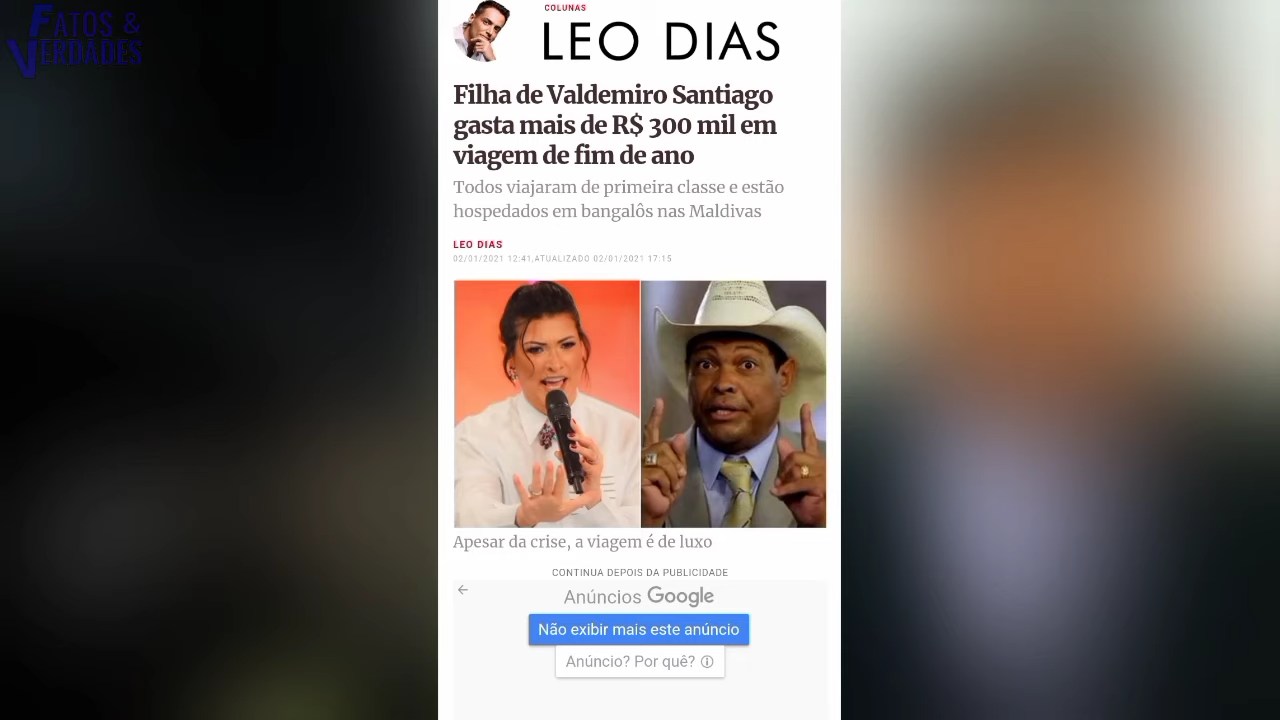 FATOS &
VERDADES
COLUNAS
LEO DIAS
Filha de Valdemiro Santiago
gasta mais de R$ 300 mil em
viagem de fim de ano
Todos viajaram de primeira classe e estão
hospedados em bangalôs nas Maldivas
LEO DIAS
02/01/2021 12:41,ATUALIZADO 02/01/2021 17:15
Apesar da crise, a viagem é de luxo
CONTINUA DEPOIS DA PUBLICIDADE
Anúncios Google
Não exibir mais este anúncio
Anúncio? Por quê?